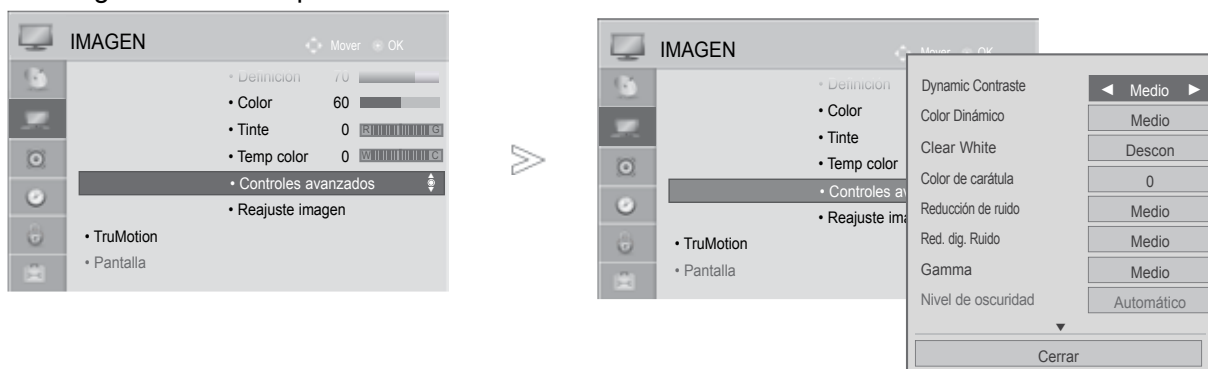 IMAGEN Mover OK
• Definición 70
• Color 60
• Tinte 0 R G
• Temp color 0 W G
• Controles avanzados
• Reajuste imagen
• TruMotion
• Pantalla
IMAGEN Mover OK
• Definición
• Color
• Tinte
• Temp color
• Controles av
• Reajuste ima
• TruMotion
• Pantalla
Dynamic Contraste ◄ Medio ►
Color Dinámico Medio
Clear White Descon
Color de carátula 0
Reducción de ruido Medio
Red. dig. Ruido Medio
Gamma Medio
Nivel de oscuridad Automático
▼
Cerrar